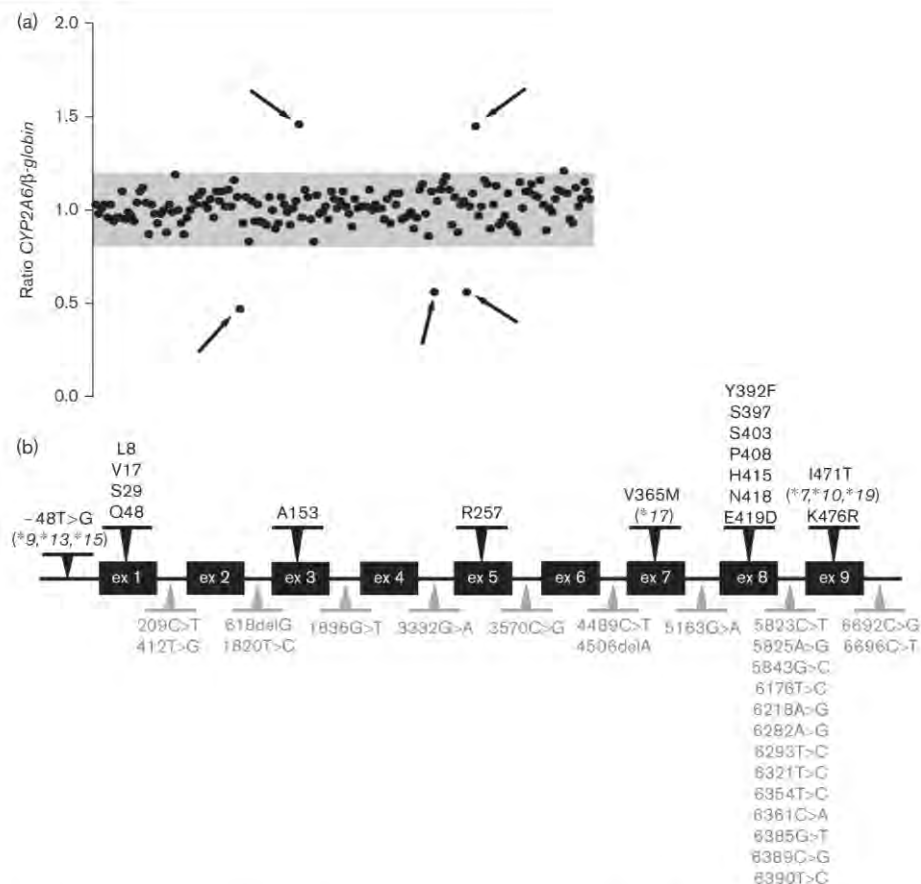 (a)
2.0
1.5
1.0
0.5
0.0
Ratio CYP2A6/β-globin
(b)
−48T>G
(*9,*13,*15)
L8
V17
S29
Q48
A153
R257
V365M
(*17)
Y392F
S397
S403
P408
H415
N418
E419D
I471T
(*7,*10,*19)
K476R
ex 1
ex 2
ex 3
ex 4
ex 5
ex 6
ex 7
ex 8
ex 9
209C>T
412T>G
618delG
1820T>C
1836G>T
3392G>A
3570C>G
4489C>T
4506delA
5163G>A
5823C>T
5825A>G
5843G>C
6176T>C
6218A>G
6282A>G
6293T>C
6321T>C
6354T>C
6361C>A
6385G>T
6389C>G
6390T>C
6692C>G
6696C>T